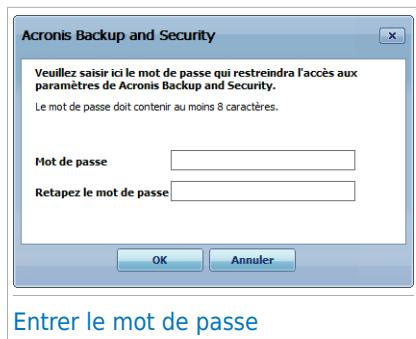 Acronis Backup and Security
Veuillez saisir ici le mot de passe qui restreindra l'accès aux
paramètres de Acronis Backup and Security.
Le mot de passe doit contenir au moins 8 caractères.
Mot de passe
Retapez le mot de passe
OK
Annuler
Entrer le mot de passe